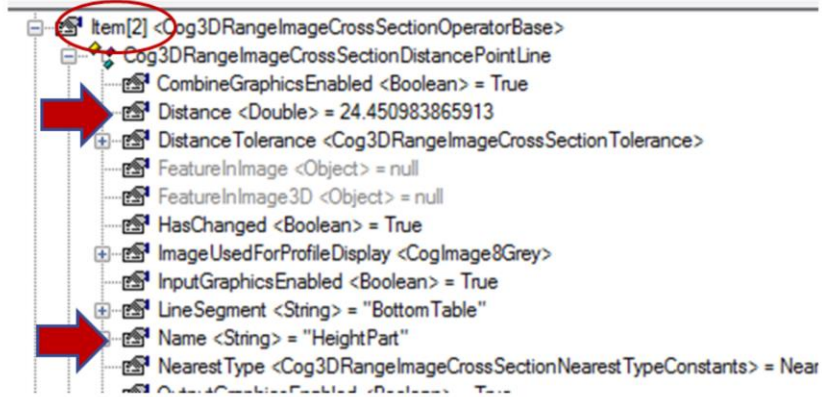 Item[2] <Cog3DRangeImageCrossSectionOperatorBase>
Cog3DRangeImageCrossSectionDistancePointLine
CombineGraphicsEnabled <Boolean> = True
Distance <Double> = 24.450983865913
DistanceTolerance <Cog3DRangeImageCrossSectionTolerance>
FeatureInImage <Object> = null
FeatureInImage3D <Object> = null
HasChanged <Boolean> = True
ImageUsedForProfileDisplay <CogImage8Grey>
InputGraphicsEnabled <Boolean> = True
LineSegment <String> = "BottomTable"
Name <String> = "HeightPart"
NearestType <Cog3DRangeImageCrossSectionNearestTypeConstants> = Near